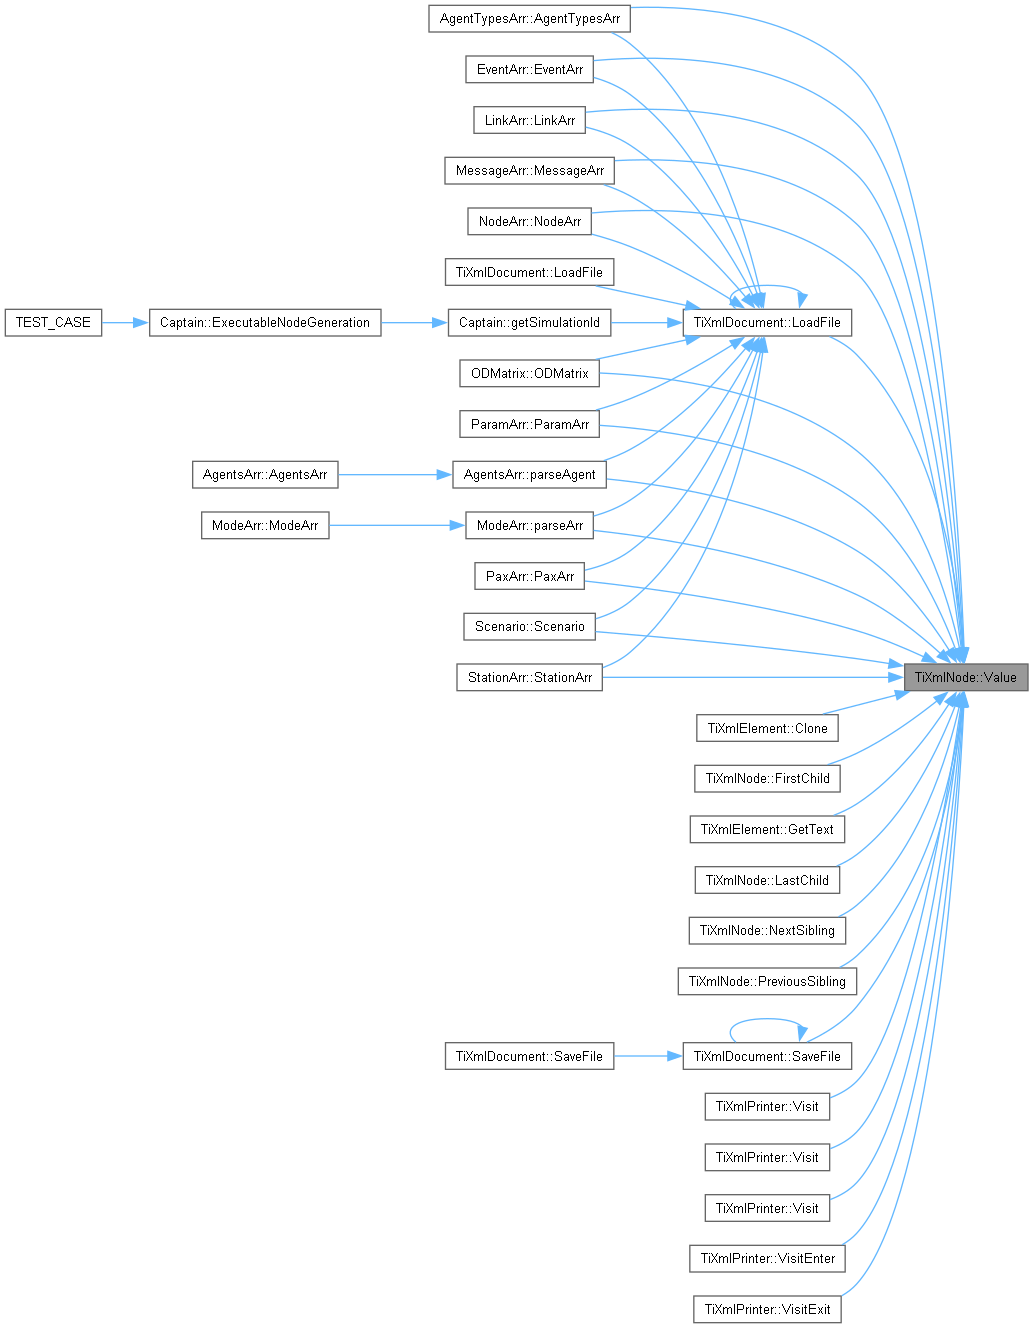 AgentTypesArr::AgentTypesArr
EventArr::EventArr
LinkArr::LinkArr
MessageArr::MessageArr
NodeArr::NodeArr
TiXmlDocument::LoadFile
TEST_CASE
Captain::ExecutableNodeGeneration
Captain::getSimulationId
TiXmlDocument::LoadFile
ODMatrix::ODMatrix
ParamArr::ParamArr
AgentsArr::AgentsArr
AgentsArr::parseAgent
ModeArr::ModeArr
ModeArr::parseArr
PaxArr::PaxArr
Scenario::Scenario
StationArr::StationArr
TiXmlNode::Value
TiXmlElement::Clone
TiXmlNode::FirstChild
TiXmlElement::GetText
TiXmlNode::LastChild
TiXmlNode::NextSibling
TiXmlNode::PreviousSibling
TiXmlDocument::SaveFile
TiXmlDocument::SaveFile
TiXmlPrinter::Visit
TiXmlPrinter::Visit
TiXmlPrinter::Visit
TiXmlPrinter::VisitEnter
TiXmlPrinter::VisitExit